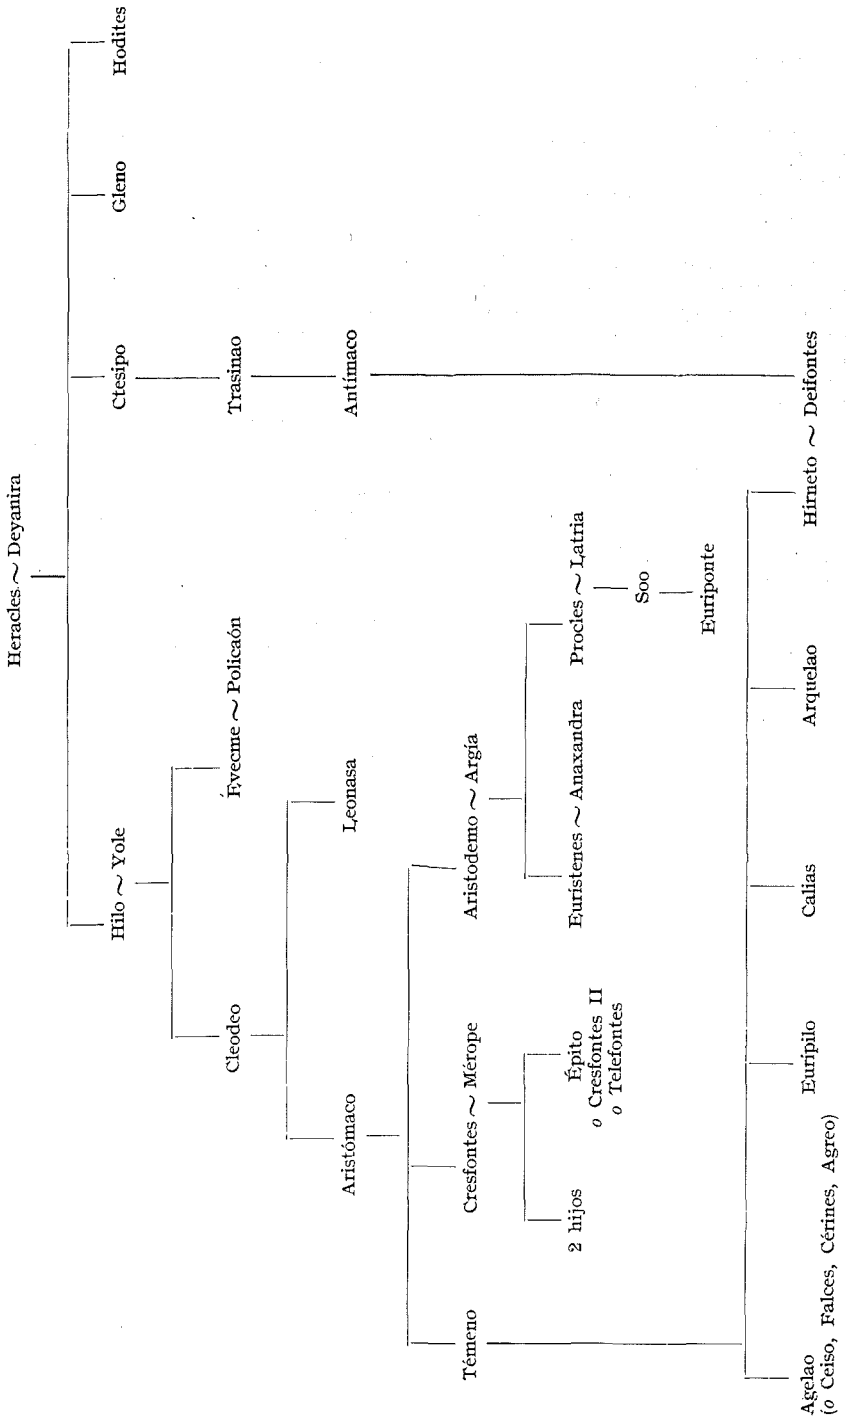 Heracles ~ Deyanira
Hilo ~ Yole
Ctesipo
Gleno
Hodites
Cleodeo
Évecme ~ Policaón
Trasinao
Aristómaco
Leonasa
Antímaco
Témeno
Cresfontes ~ Mérope
Aristodemo ~ Argía
2 hijos
Épito
o Cresfontes II
o Telefontes
Eurístenes ~ Anaxandra
Procles ~ Latria
Soo
Euriponte
Agelao
(o Ceiso, Falces, Cérines, Agreo)
Eurípilo
Calias
Arquelao
Hirneto ~ Deifontes